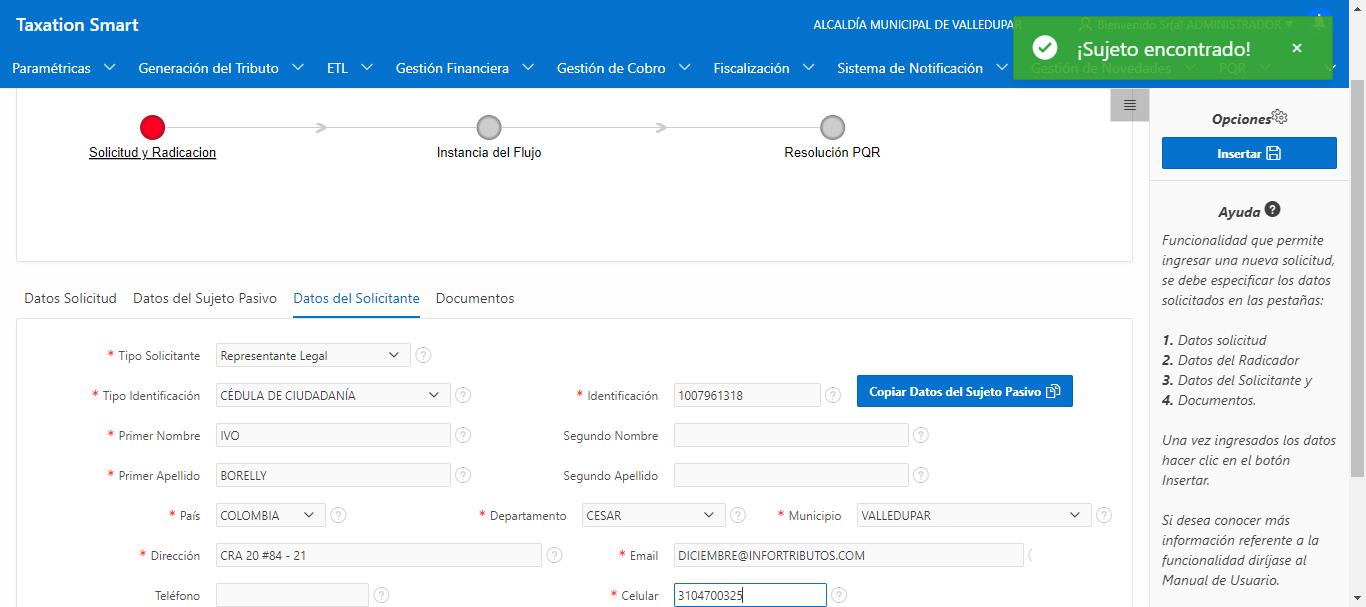 Taxation Smart
ALCALDÍA MUNICIPAL DE VALLEDUPAR
Bienvenido Sr(a) ADMINISTRADOR
¡Sujeto encontrado!
Paramétricas
Generación del Tributo
ETL
Gestión Financiera
Gestión de Cobro
Fiscalización
Sistema de Notificación
Gestión de Novedades
PQR
Solicitud y Radicacion
Instancia del Flujo
Resolución PQR
Datos Solicitud
Datos del Sujeto Pasivo
Datos del Solicitante
Documentos
* Tipo Solicitante
Representante Legal
* Tipo Identificación
CÉDULA DE CIUDADANÍA
* Identificación
1007961318
Copiar Datos del Sujeto Pasivo
* Primer Nombre
IVO
Segundo Nombre
* Primer Apellido
BORELLY
Segundo Apellido
* País
COLOMBIA
* Departamento
CESAR
* Municipio
VALLEDUPAR
* Dirección
CRA 20 #84 - 21
* Email
DICIEMBRE@INFORTRIBUTOS.COM
Teléfono
* Celular
3104700325
Opciones
Insertar
Ayuda
Funcionalidad que permite
ingresar una nueva solicitud,
se debe especificar los datos
solicitados en las pestañas:
1. Datos solicitud
2. Datos del Radicador
3. Datos del Solicitante y
4. Documentos.
Una vez ingresados los datos
hacer clic en el botón
Insertar.
Si desea conocer más
información referente a la
funcionalidad diríjase al
Manual de Usuario.